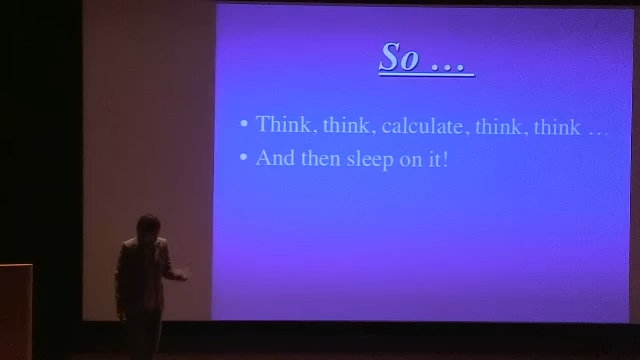 So ...
• Think, think, calculate, think, think ...
• And then sleep on it!